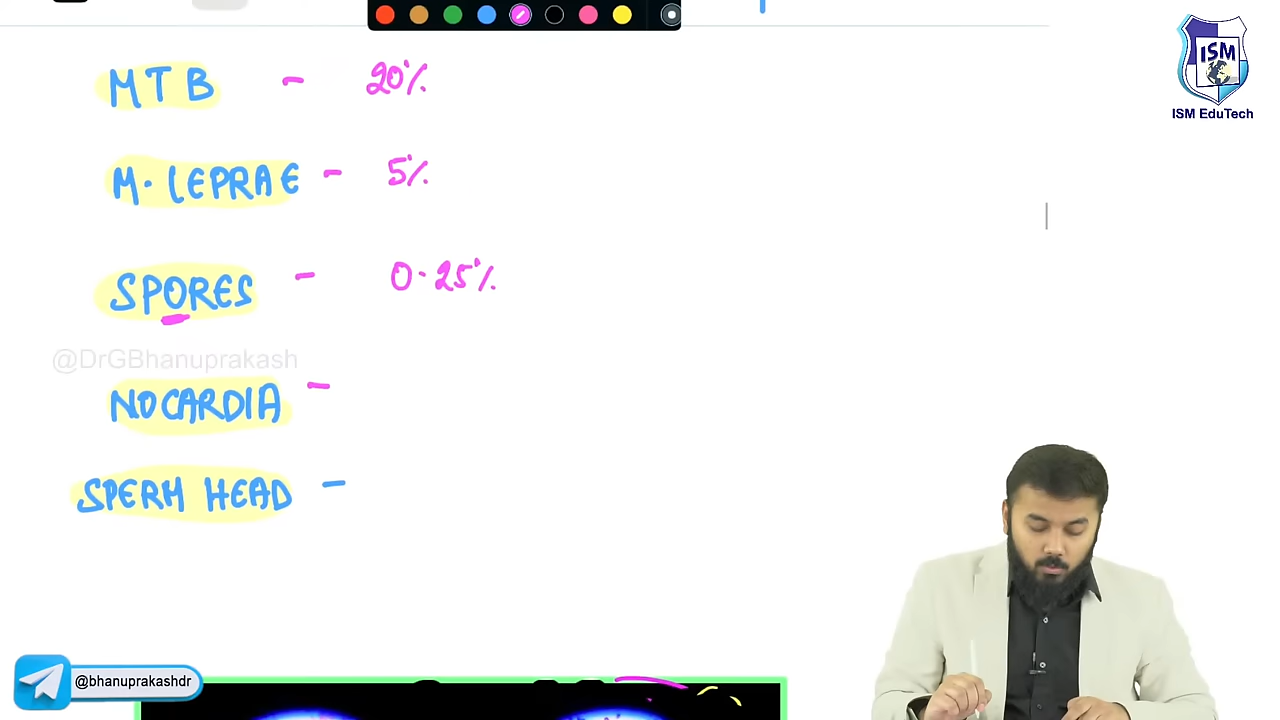 ISM
ISM EduTech
MTB - 20%
M. LEPRAE - 5%
SPORES - 0.25%
@DrGBhanuprakash
NOCARDIA -
SPERM HEAD -
@bhanuprakashdr